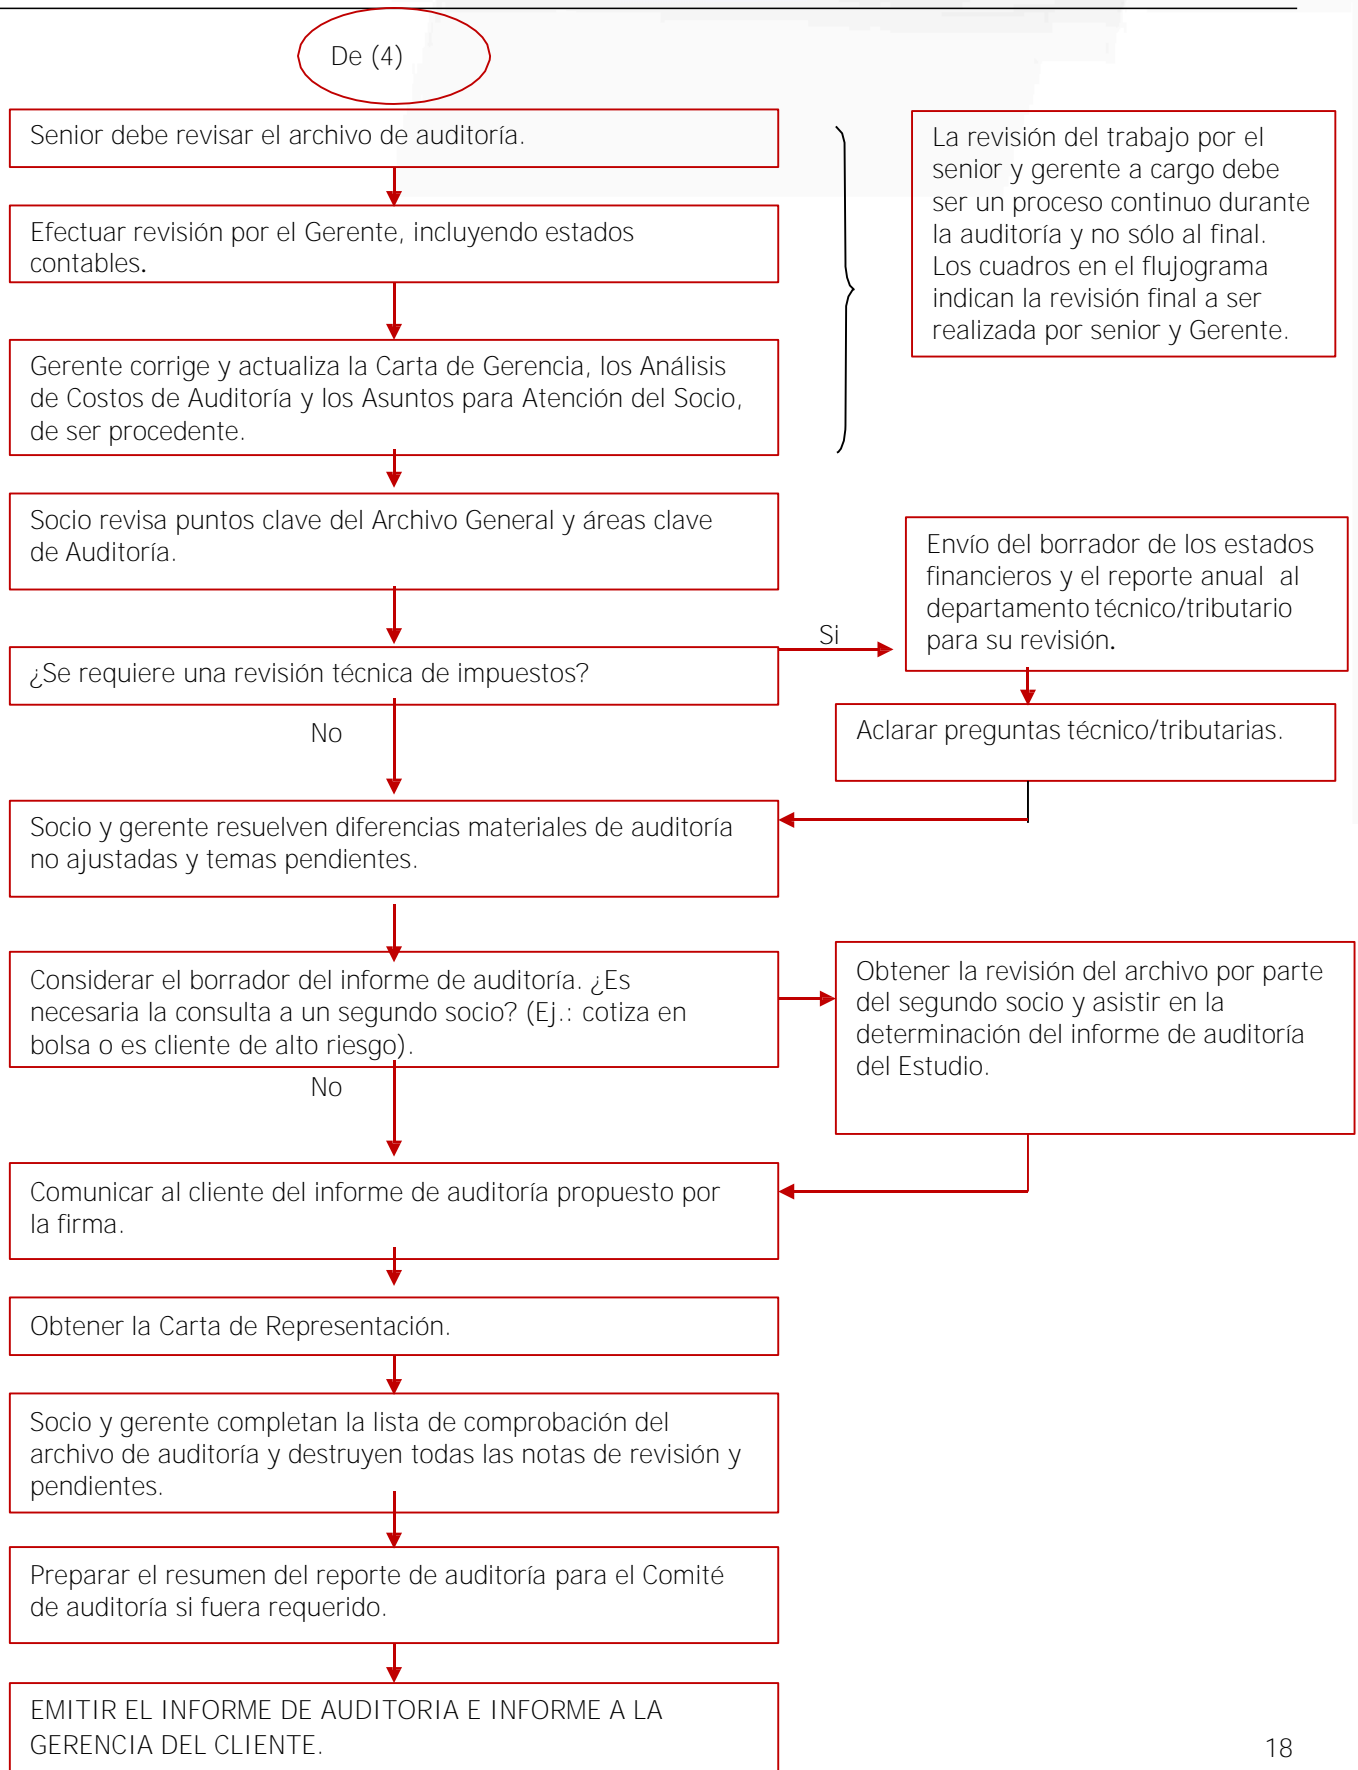 De (4)
Senior debe revisar el archivo de auditoría.
Efectuar revisión por el Gerente, incluyendo estados
contables.
Gerente corrige y actualiza la Carta de Gerencia, los Análisis
de Costos de Auditoría y los Asuntos para Atención del Socio,
de ser procedente.
La revisión del trabajo por el
senior y gerente a cargo debe
ser un proceso continuo durante
la auditoría y no sólo al final.
Los cuadros en el flujograma
indican la revisión final a ser
realizada por senior y Gerente.
Socio revisa puntos clave del Archivo General y áreas clave
de Auditoría.
¿Se requiere una revisión técnica de impuestos?
Si
Envío del borrador de los estados
financieros y el reporte anual al
departamento técnico/tributario
para su revisión.
Aclarar preguntas técnico/tributarias.
No
Socio y gerente resuelven diferencias materiales de auditoría
no ajustadas y temas pendientes.
Considerar el borrador del informe de auditoría. ¿Es
necesaria la consulta a un segundo socio? (Ej.: cotiza en
bolsa o es cliente de alto riesgo).
Obtener la revisión del archivo por parte
del segundo socio y asistir en la
determinación del informe de auditoría
del Estudio.
No
Comunicar al cliente del informe de auditoría propuesto por
la firma.
Obtener la Carta de Representación.
Socio y gerente completan la lista de comprobación del
archivo de auditoría y destruyen todas las notas de revisión y
pendientes.
Preparar el resumen del reporte de auditoría para el Comité
de auditoría si fuera requerido.
EMITIR EL INFORME DE AUDITORIA E INFORME A LA
GERENCIA DEL CLIENTE.
18